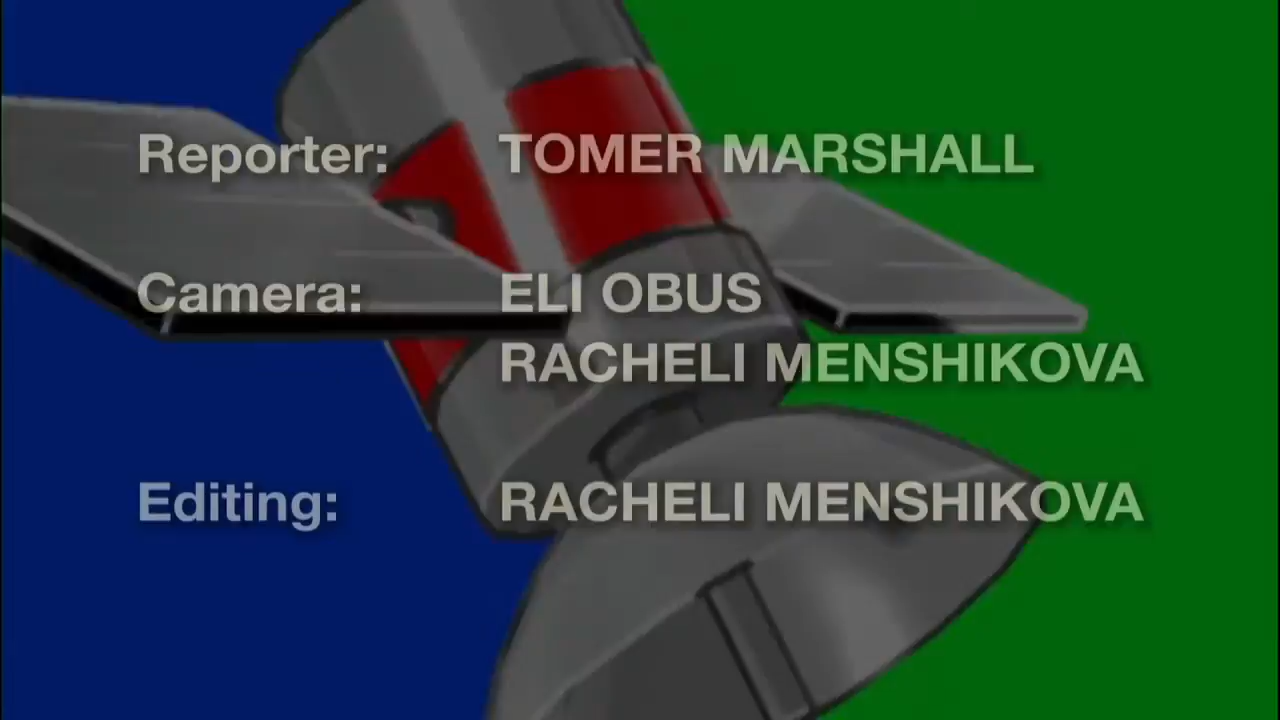 Reporter: TOMER MARSHALL
Camera: ELI OBUS
RACHELI MENSHIKOVA
Editing: RACHELI MENSHIKOVA